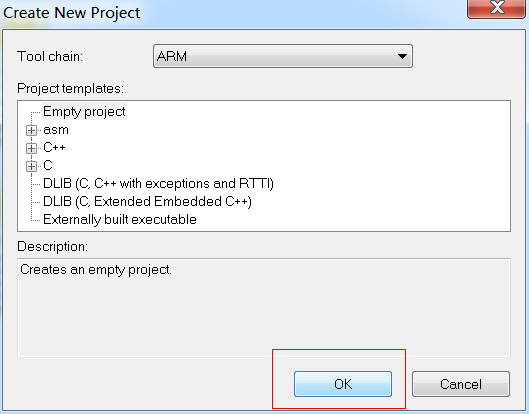 Create New Project
Tool chain:
ARM
Project templates:
Empty project
asm
C++
C
DLIB (C, C++ with exceptions and RTTI)
DLIB (C, Extended Embedded C++)
Externally built executable
Description:
Creates an empty project.
OK
Cancel